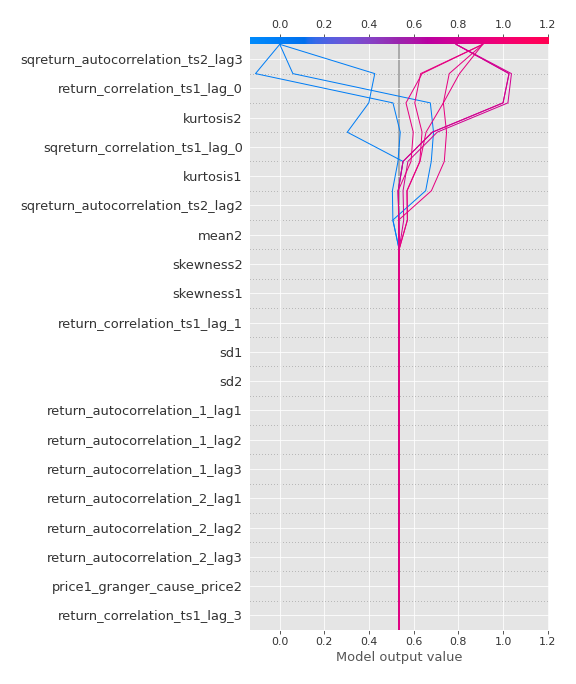 0.0 0.2 0.4 0.6 0.8 1.0 1.2
sqreturn_autocorrelation_ts2_lag3
return_correlation_ts1_lag_0
kurtosis2
sqreturn_correlation_ts1_lag_0
kurtosis1
sqreturn_autocorrelation_ts2_lag2
mean2
skewness2
skewness1
return_correlation_ts1_lag_1
sd1
sd2
return_autocorrelation_1_lag1
return_autocorrelation_1_lag2
return_autocorrelation_1_lag3
return_autocorrelation_2_lag1
return_autocorrelation_2_lag2
return_autocorrelation_2_lag3
price1_granger_cause_price2
return_correlation_ts1_lag_3
0.0 0.2 0.4 0.6 0.8 1.0 1.2
Model output value